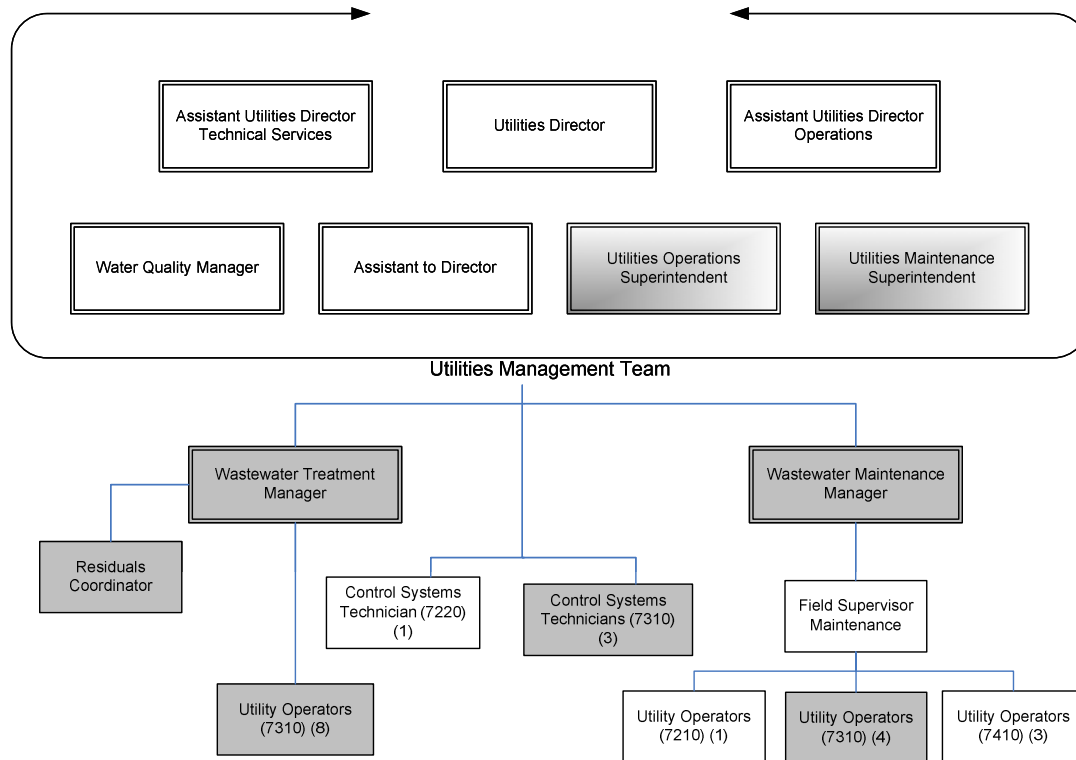 Assistant Utilities Director
Technical Services
Utilities Director
Assistant Utilities Director
Operations
Water Quality Manager
Assistant to Director
Utilities Operations
Superintendent
Utilities Maintenance
Superintendent
Utilities Management Team
Wastewater Treatment
Manager
Wastewater Maintenance
Manager
Residuals
Coordinator
Control Systems
Technician (7220)
(1)
Control Systems
Technicians (7310)
(3)
Field Supervisor
Maintenance
Utility Operators
(7310) (8)
Utility Operators
(7210) (1)
Utility Operators
(7310) (4)
Utility Operators
(7410) (3)